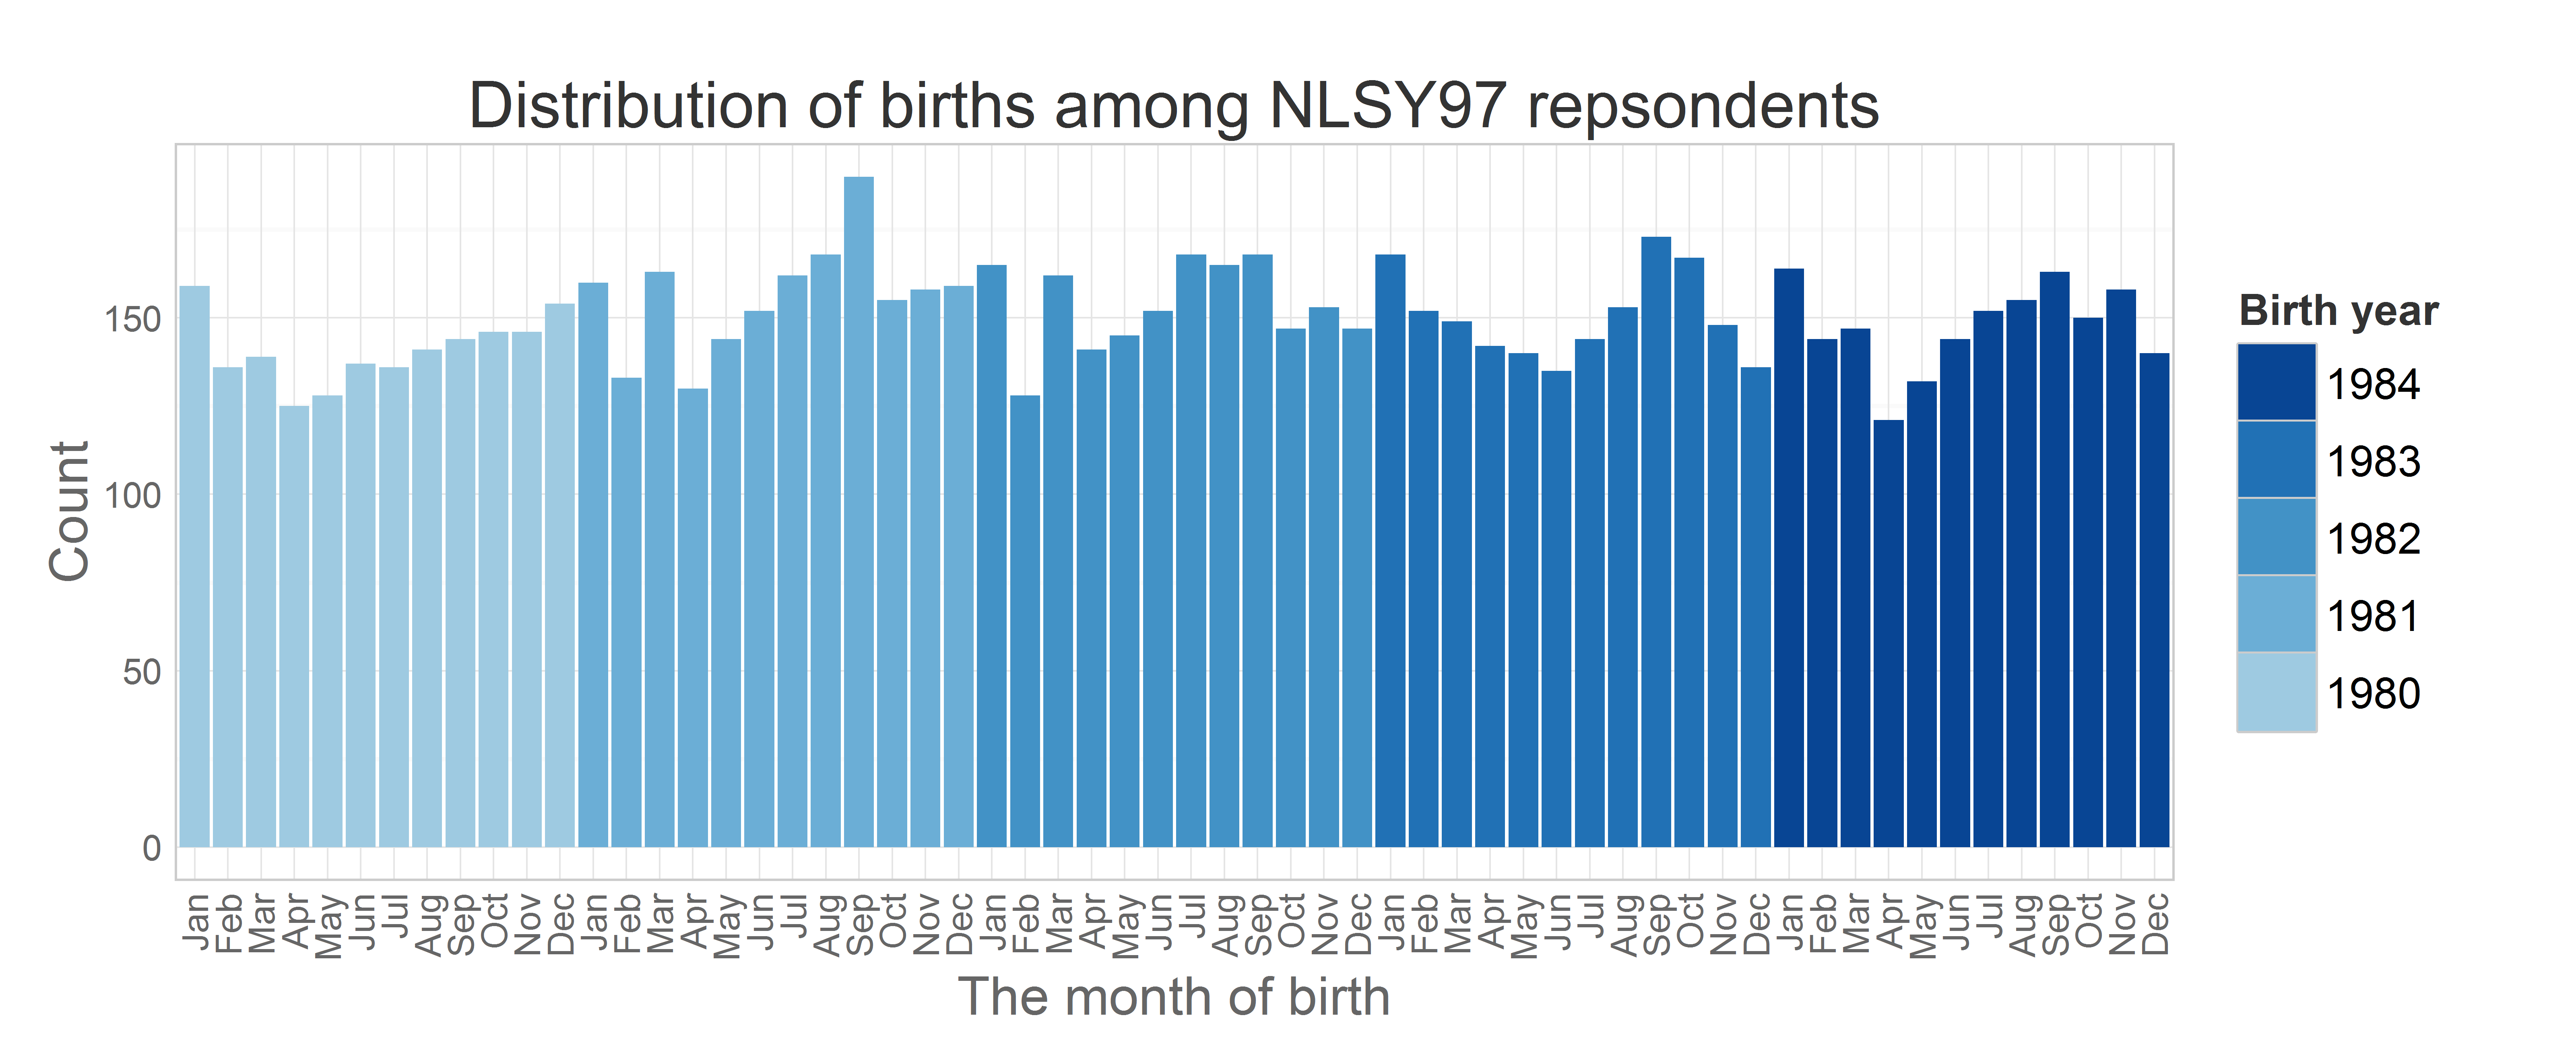 Distribution of births among NLSY97 repsondents
Count
150
100
50
0
Jan Feb Mar Apr May Jun Jul Aug Sep Oct Nov Dec Jan Feb Mar Apr May Jun Jul Aug Sep Oct Nov Dec Jan Feb Mar Apr May Jun Jul Aug Sep Oct Nov Dec Jan Feb Mar Apr May Jun Jul Aug Sep Oct Nov Dec Jan Feb Mar Apr May Jun Jul Aug Sep Oct Nov Dec
The month of birth
Birth year
1984
1983
1982
1981
1980